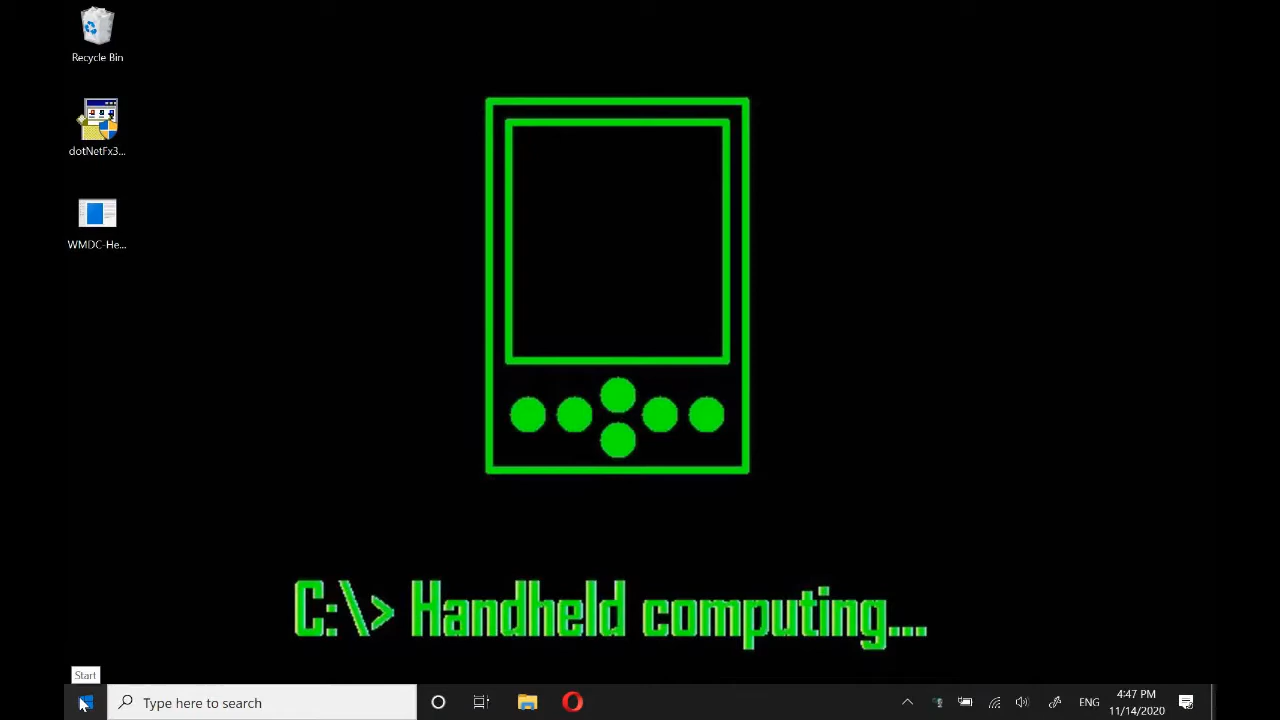 Recycle Bin
dotNetFx3...
WMDC-He...
C:\> Handheld computing...
Start
Type here to search
ENG
4:47 PM
11/14/2020